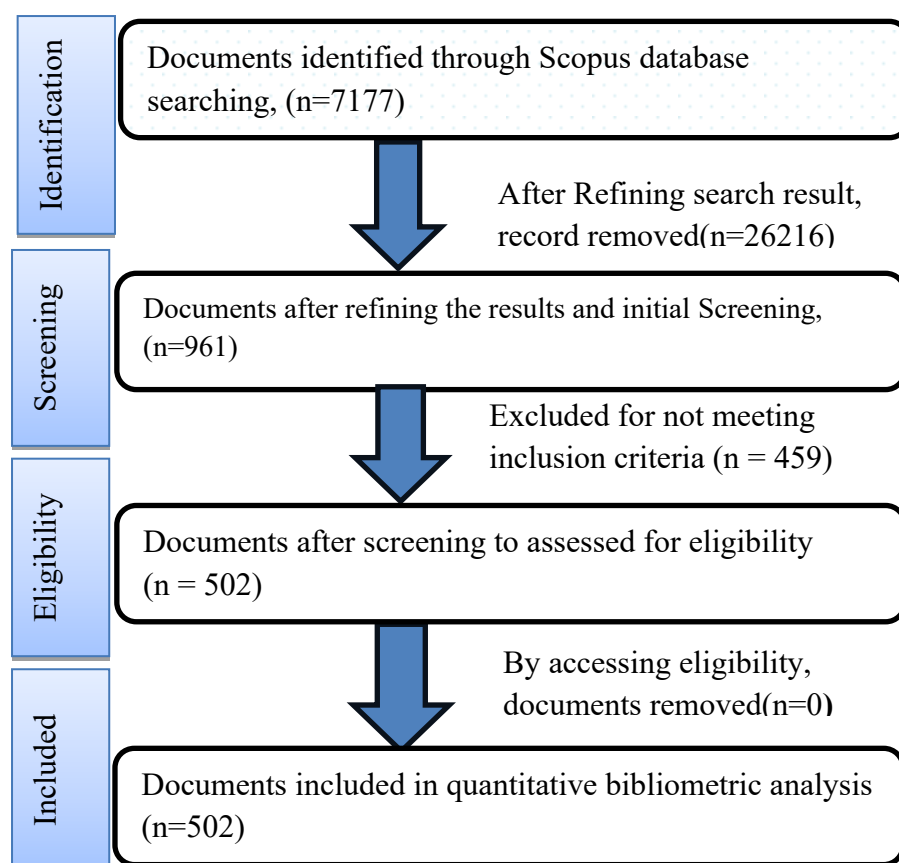 Identification
Documents identified through Scopus database
searching, (n=7177)
After Refining search result,
record removed(n=26216)
Screening
Documents after refining the results and initial Screening,
(n=961)
Excluded for not meeting
inclusion criteria (n = 459)
Eligibility
Documents after screening to assessed for eligibility
(n = 502)
By accessing eligibility,
documents removed(n=0)
Included
Documents included in quantitative bibliometric analysis
(n=502)